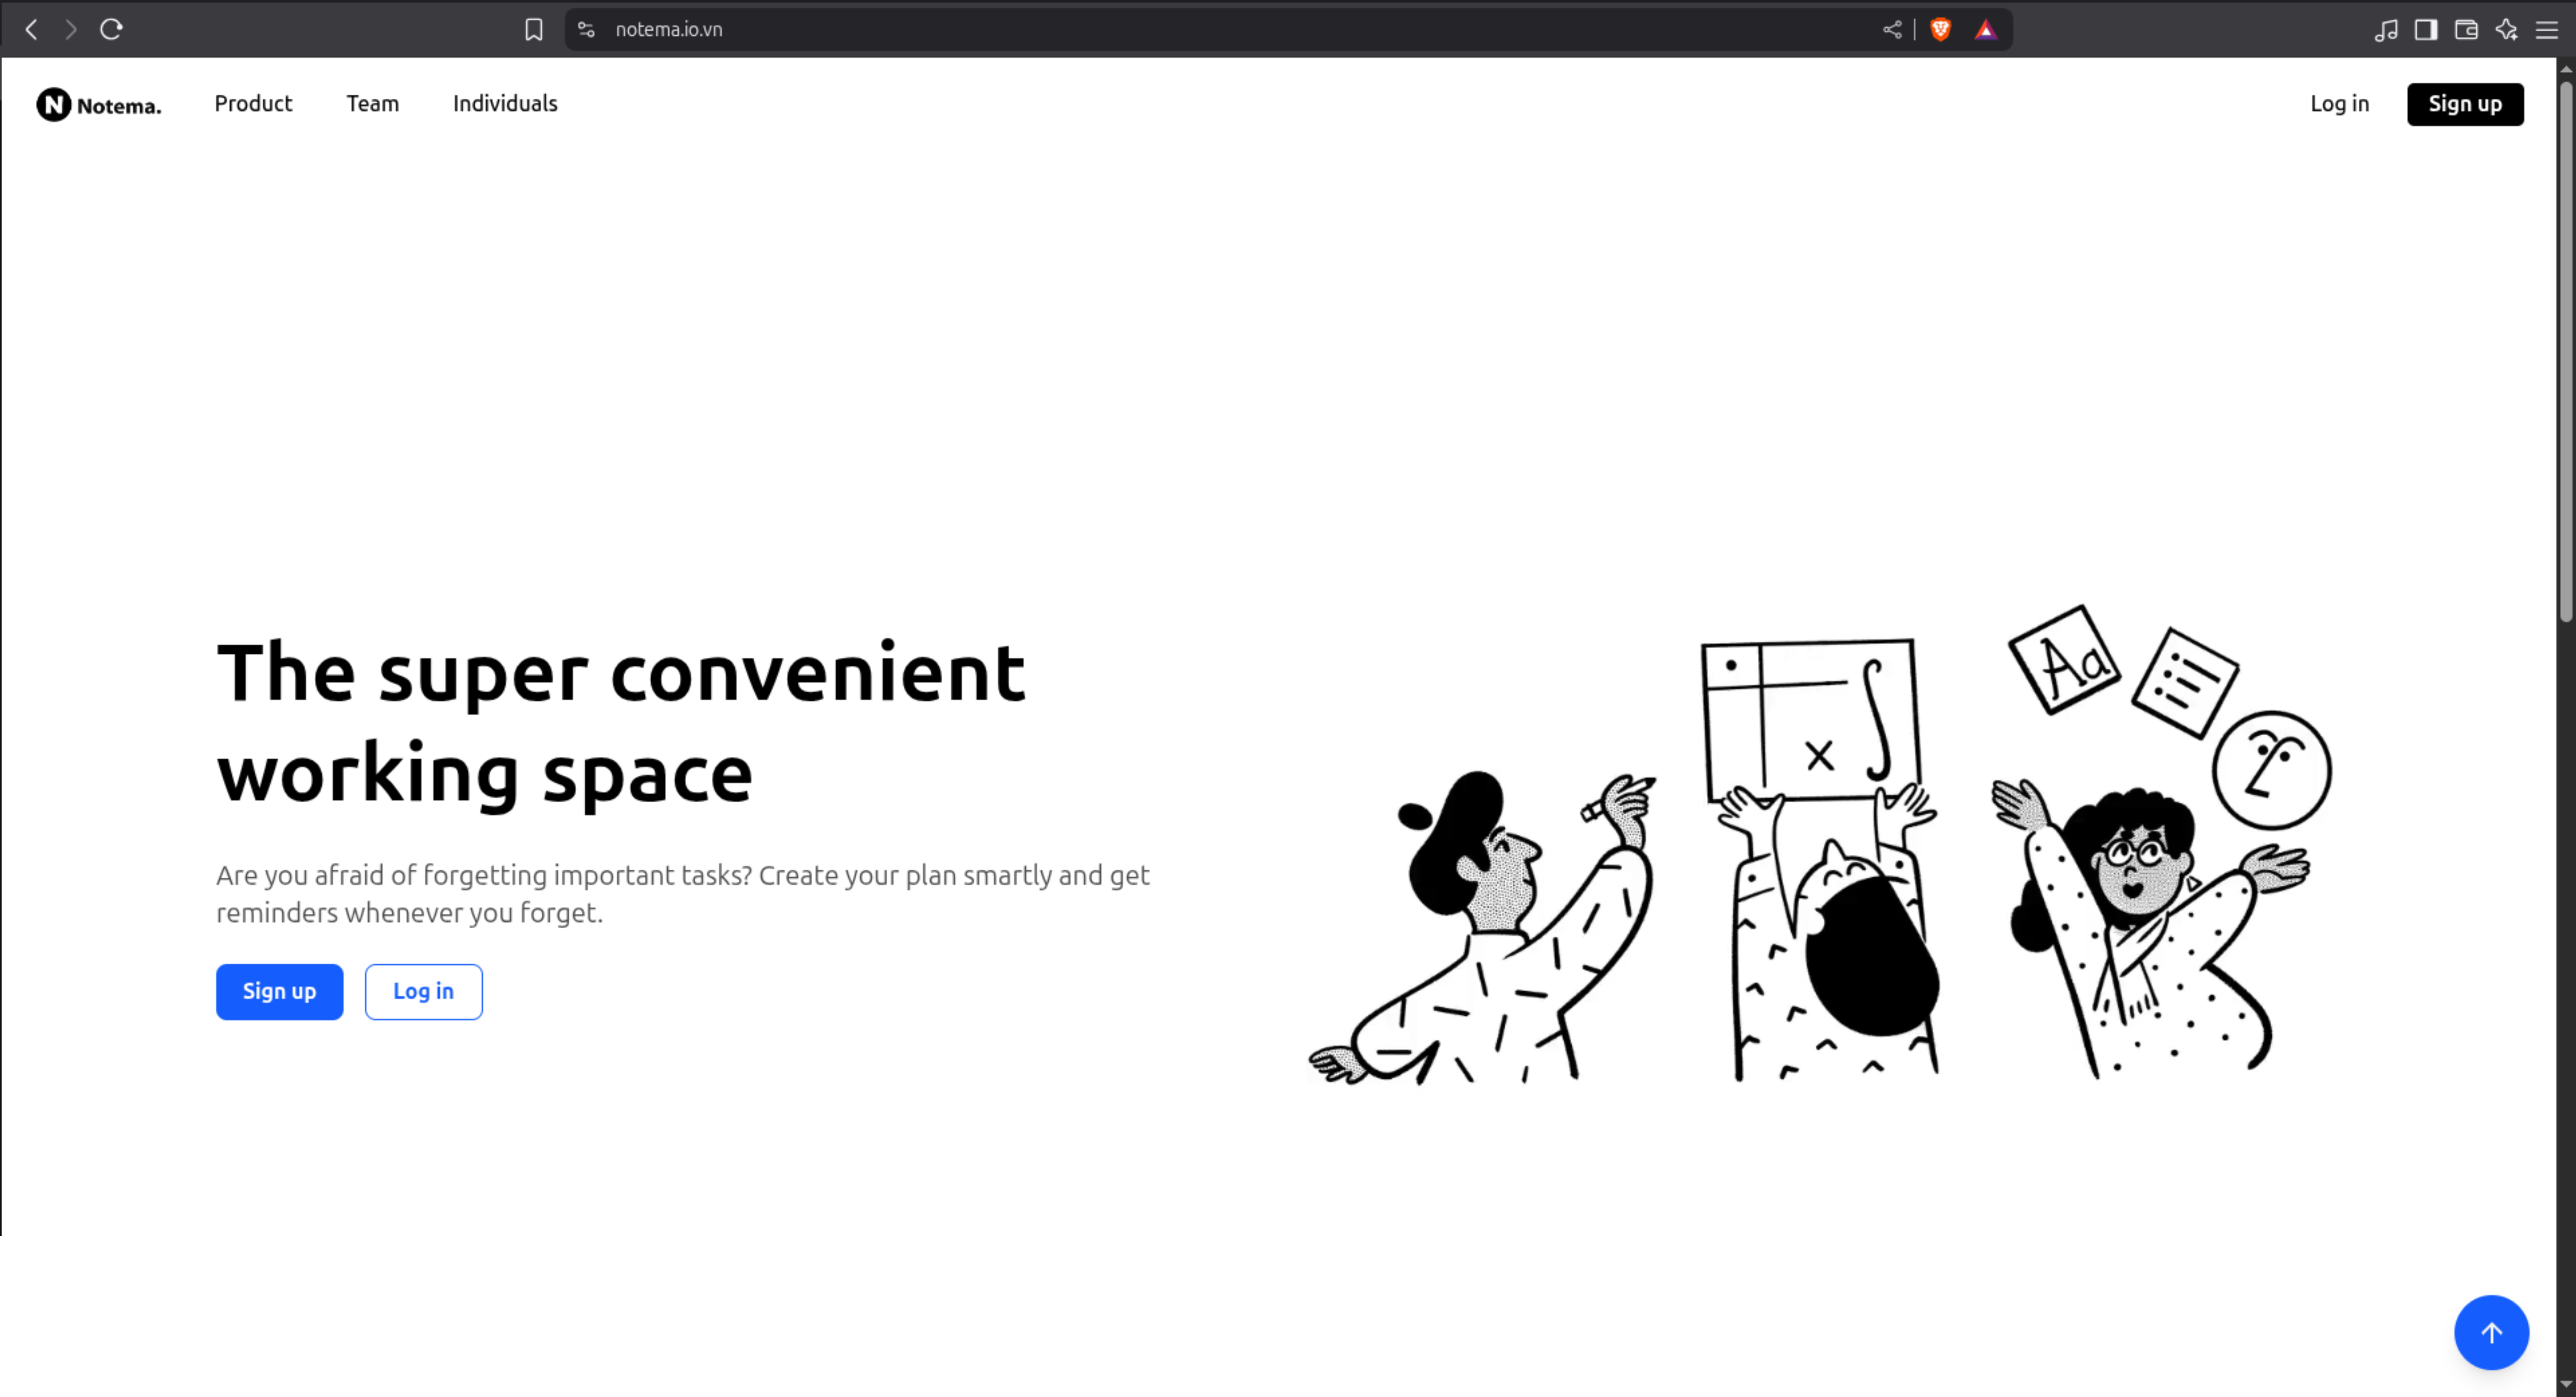 notema.io.vn
N Notema.
Product
Team
Individuals
Log in
Sign up
The super convenient
working space
Are you afraid of forgetting important tasks? Create your plan smartly and get
reminders whenever you forget.
Sign up
Log in
x ∫
Aa